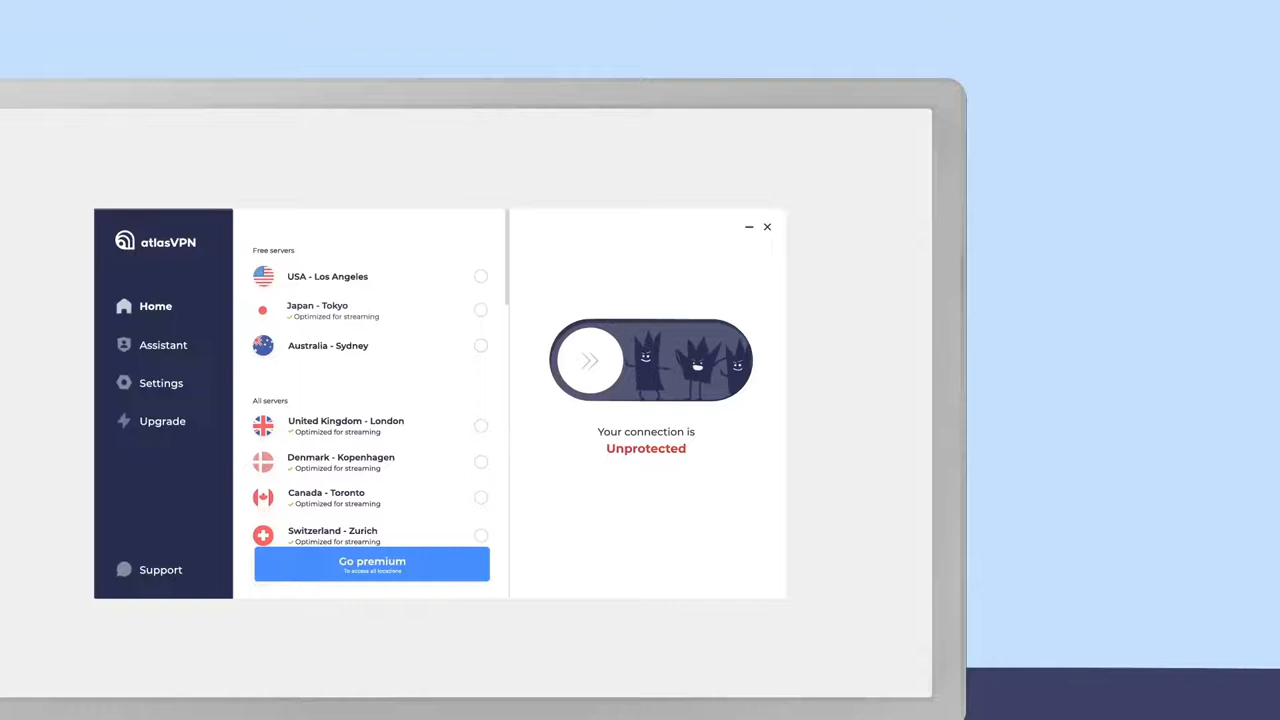 atlasVPN
Home
Assistant
Settings
Upgrade
Support
Free servers
USA - Los Angeles
Japan - Tokyo
Optimized for streaming
Australia - Sydney
All servers
United Kingdom - London
Optimized for streaming
Denmark - Kopenhagen
Optimized for streaming
Canada - Toronto
Optimized for streaming
Switzerland - Zurich
Optimized for streaming
Go premium
To access all locations
Your connection is
Unprotected